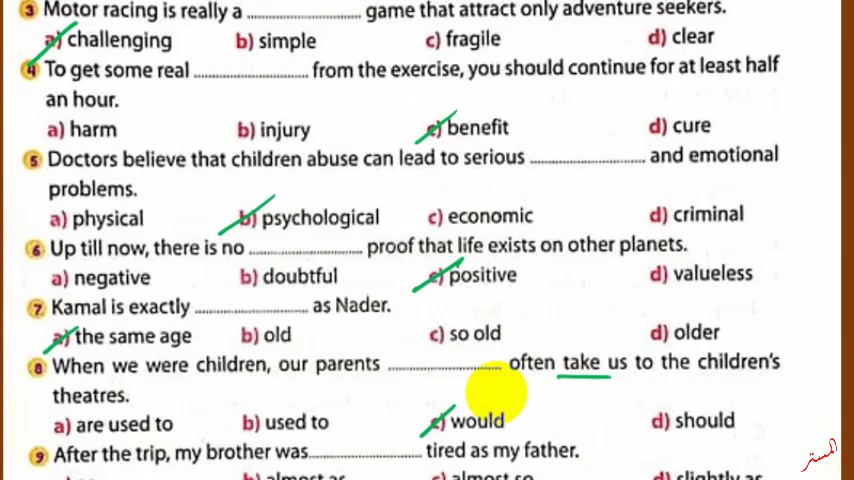 3 Motor racing is really a .............................. game that attract only adventure seekers.
a) challenging b) simple c) fragile d) clear
4 To get some real .............................. from the exercise, you should continue for at least half
an hour.
a) harm b) injury c) benefit d) cure
5 Doctors believe that children abuse can lead to serious .............................. and emotional
problems.
a) physical b) psychological c) economic d) criminal
6 Up till now, there is no .............................. proof that life exists on other planets.
a) negative b) doubtful c) positive d) valueless
7 Kamal is exactly .............................. as Nader.
a) the same age b) old c) so old d) older
8 When we were children, our parents .............................. often take us to the children's
theatres.
a) are used to b) used to c) would d) should
9 After the trip, my brother was.............................. tired as my father.
b) almost as c) almost so d) slightly as
المستر